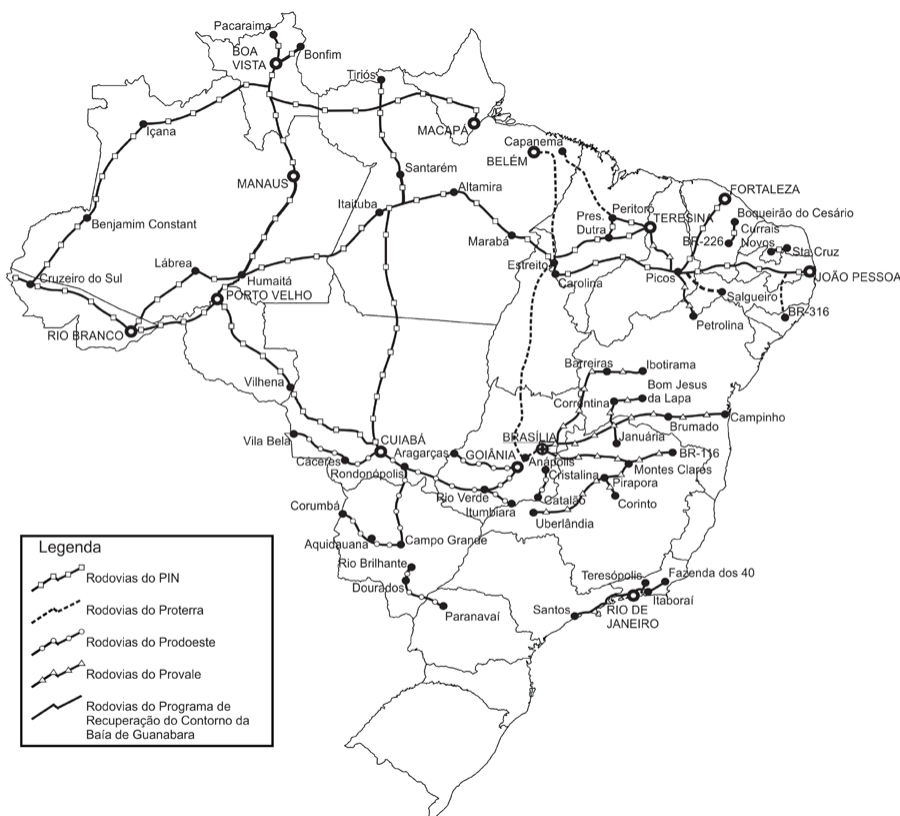 Pacaraima
BOA
VISTA
Bonfim
Tiriós
MACAPÁ
Içana
Capanema
BELÉM
Santarém
MANAUS
Altamira
Itaituba
FORTALEZA
Peritoró
Boqueirão do Cesário
Pres.
Dutra
TERESINA
Currais
Novos
BR-226
Benjamim Constant
Marabá
Sta Cruz
Lábrea
Estreito
Cruzeiro do Sul
Humaitá
Carolina
Picos
JOÃO PESSOA
PORTO VELHO
Salgueiro
BR-316
RIO BRANCO
Petrolina
Barreiras
Ibotirama
Vilhena
Bom Jesus
da Lapa
Correntina
Campinho
Brumado
Vila Bela
CUIABÁ
BRASÍLIA
Januária
Aragarças
GOIÂNIA
Anápolis
BR-116
Cáceres
Rondonópolis
Cristalina
Montes Claros
Pirapora
Rio Verde
Catalão
Corinto
Corumbá
Itumbiara
Uberlândia
Aquidauana
Campo Grande
Rio Brilhante
Teresópolis
Fazenda dos 40
Dourados
Itaboraí
Paranavaí
Santos
RIO DE
JANEIRO
Legenda
Rodovias do PIN
Rodovias do Proterra
Rodovias do Prodoeste
Rodovias do Provale
Rodovias do Programa de
Recuperação do Contorno da
Baía de Guanabara